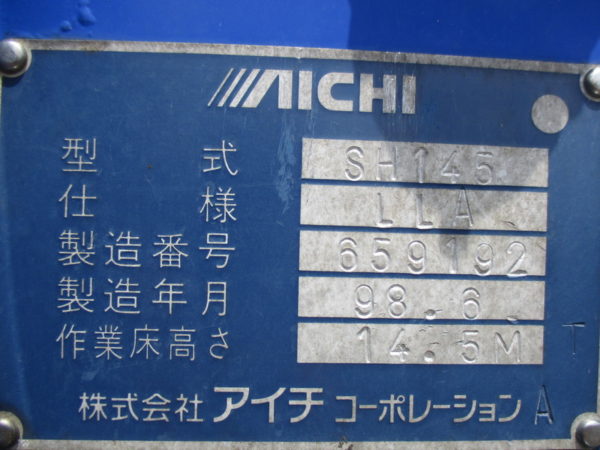 AICHI
型式 SH145
仕様 LLA
製造番号 659192
製造年月 98.6.
作業床高さ 14.5M T
株式会社 アイチ コーポレーション A